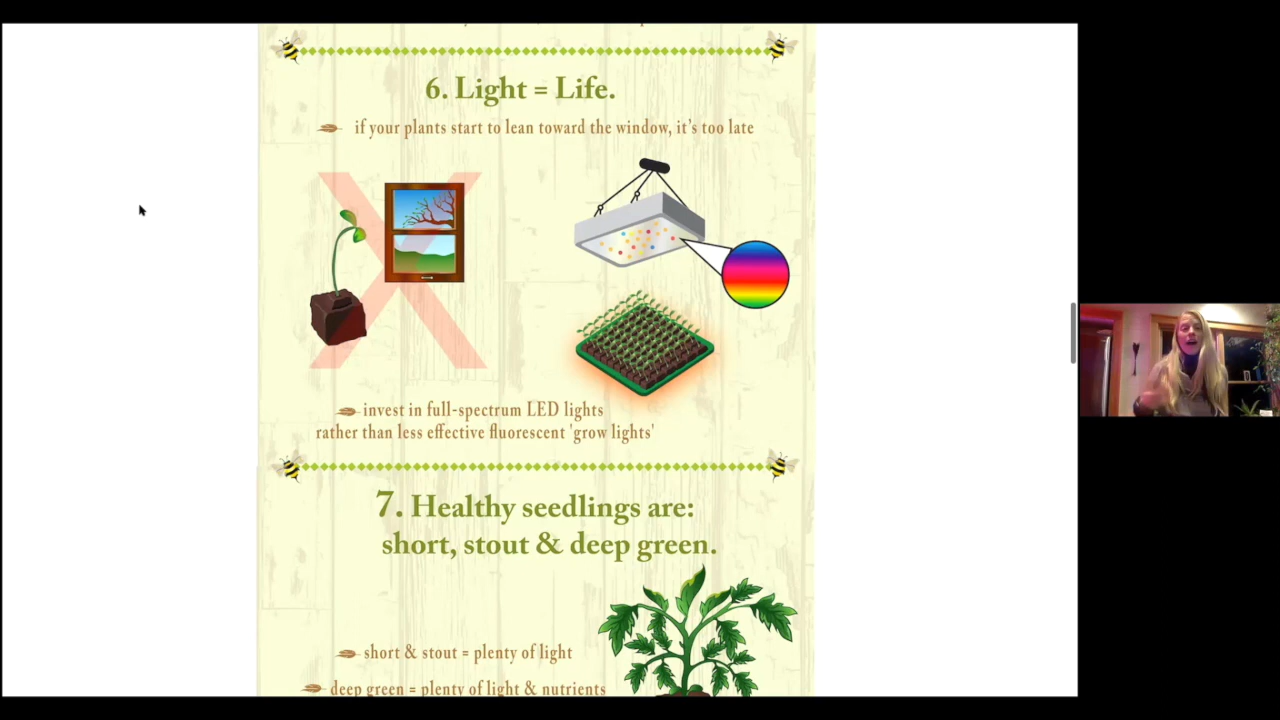 6. Light = Life.
if your plants start to lean toward the window, it's too late
invest in full-spectrum LED lights
rather than less effective fluorescent 'grow lights'
7. Healthy seedlings are:
short, stout & deep green.
short & stout = plenty of light
deep green = plenty of light & nutrients